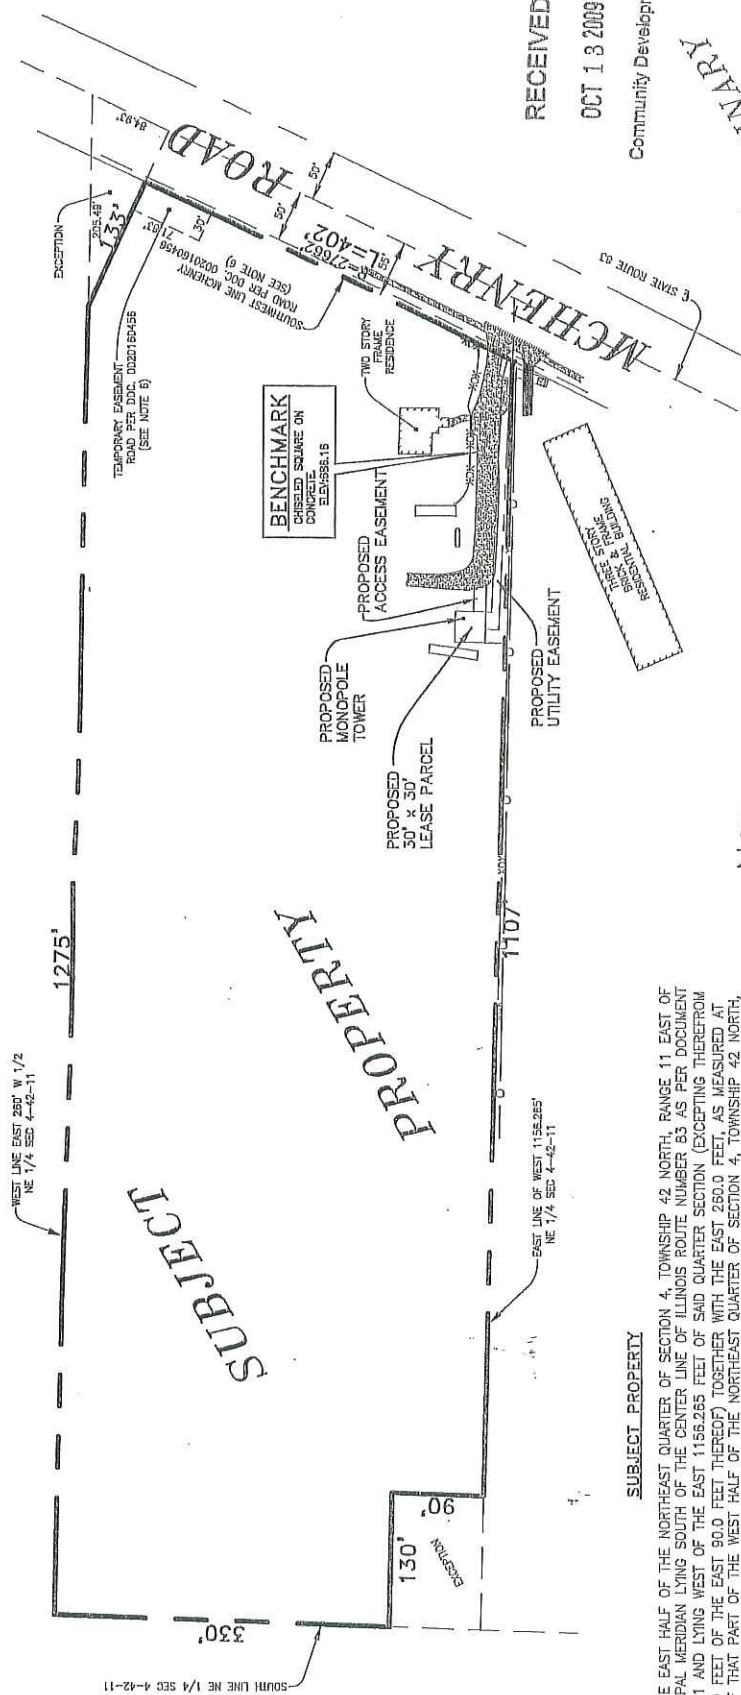 RECEIVED
OCT 13 2009
Community Develop
NARY
EXCEPTION
84.93'
205.49'
133'
71.83'
30'
50'
50'
55'
ROAD
MCHENRY
R=27662'
L=402'
SOUTHWEST LINE MCHENRY
ROAD PER DOC. 0020160456
(SEE NOTE 6)
TEMPORARY EASEMENT
ROAD PER DOC. 0020160456
(SEE NOTE 6)
℄ STATE ROUTE 83
TWO STORY
FRAME
RESIDENCE
BENCHMARK
CHISELED SQUARE ON
CONCRETE.
ELEV=686.16
PROPOSED
ACCESS EASEMENT
PROPOSED
MONOPOLE
TOWER
PROPOSED
30' x 30'
LEASE PARCEL
PROPOSED
UTILITY EASEMENT
THREE STORY
BRICK & FRAME
RESIDENTIAL BUILDING
1275'
WEST LINE EAST 260' W 1/2
NE 1/4 SEC 4-42-11
SUBJECT
PROPERTY
1107'
EAST LINE OF WEST 1156.265'
NE 1/4 SEC 4-42-11
90'
130'
EXCEPTION
330'
SOUTH LINE NE 1/4 SEC 4-42-11
SUBJECT PROPERTY
E EAST HALF OF THE NORTHEAST QUARTER OF SECTION 4, TOWNSHIP 42 NORTH, RANGE 11 EAST OF
PAL MERIDIAN LYING SOUTH OF THE CENTER LINE OF ILLINOIS ROUTE NUMBER 83 AS PER DOCUMENT
1 AND LYING WEST OF THE EAST 1156.265 FEET OF SAID QUARTER SECTION (EXCEPTING THEREFROM
FEET OF THE EAST 90.0 FEET THEREOF) TOGETHER WITH THE EAST 260.0 FEET, AS MEASURED AT
THAT PART OF THE WEST HALF OF THE NORTHEAST QUARTER OF SECTION 4, TOWNSHIP 42 NORTH,